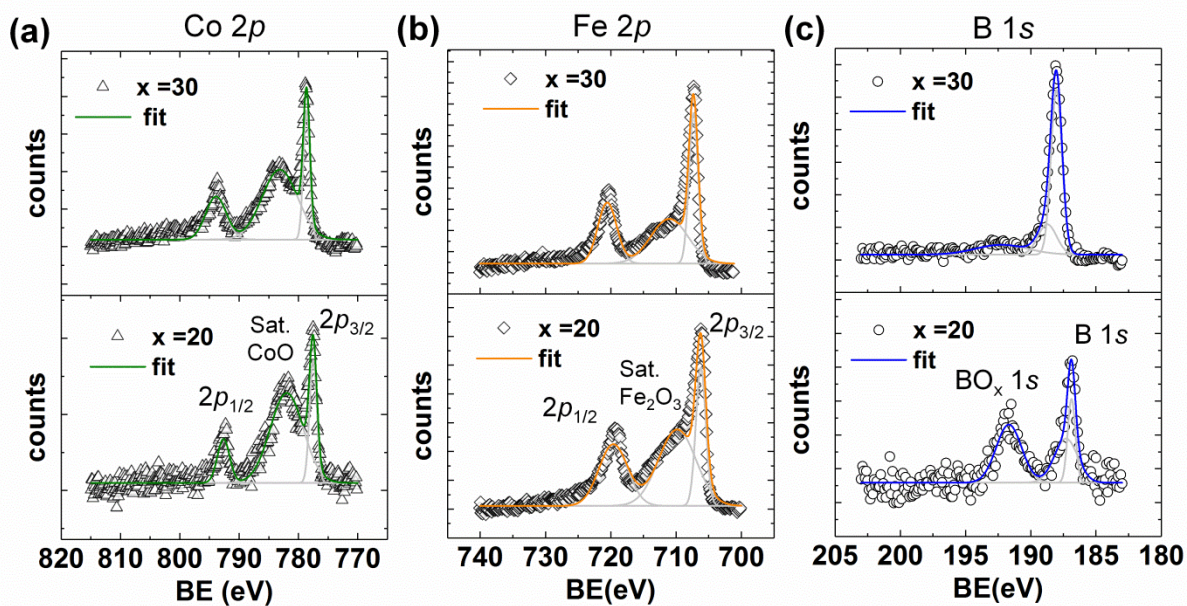 (a) Co 2p
x =30
fit
counts
x =20
fit
Sat.
CoO
2p3/2
2p1/2
counts
820 810 800 790 780 770
BE (eV)
(b) Fe 2p
x =30
fit
counts
x =20
fit
2p3/2
Sat.
Fe2O3
2p1/2
counts
740 730 720 710 700
BE (eV)
(c) B 1s
x =30
fit
counts
x =20
fit
B 1s
BOx 1s
counts
205 200 195 190 185 180
BE(eV)